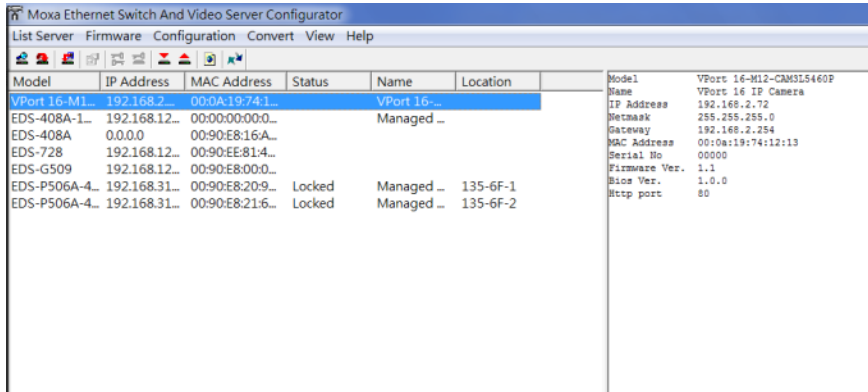 Moxa Ethernet Switch And Video Server Configurator
List Server Firmware Configuration Convert View Help
Model IP Address MAC Address Status Name Location
VPort 16-M1... 192.168.2.... 00:0A:19:74:1... VPort 16-...
EDS-408A-1... 192.168.12... 00:00:00:00:0... Managed ...
EDS-408A 0.0.0.0 00:90:E8:16:A...
EDS-728 192.168.12... 00:90:EE:81:4...
EDS-G509 192.168.12... 00:90:E8:00:0...
EDS-P506A-4... 192.168.31... 00:90:E8:20:9... Locked Managed ... 135-6F-1
EDS-P506A-4... 192.168.31... 00:90:E8:21:6... Locked Managed ... 135-6F-2
Model VPort 16-M12-CAM3L5460P
Name VPort 16 IP Camera
IP Address 192.168.2.72
Netmask 255.255.255.0
Gateway 192.168.2.254
MAC Address 00:0a:19:74:12:13
Serial No 00000
Firmware Ver. 1.1
Bios Ver. 1.0.0
Http port 80